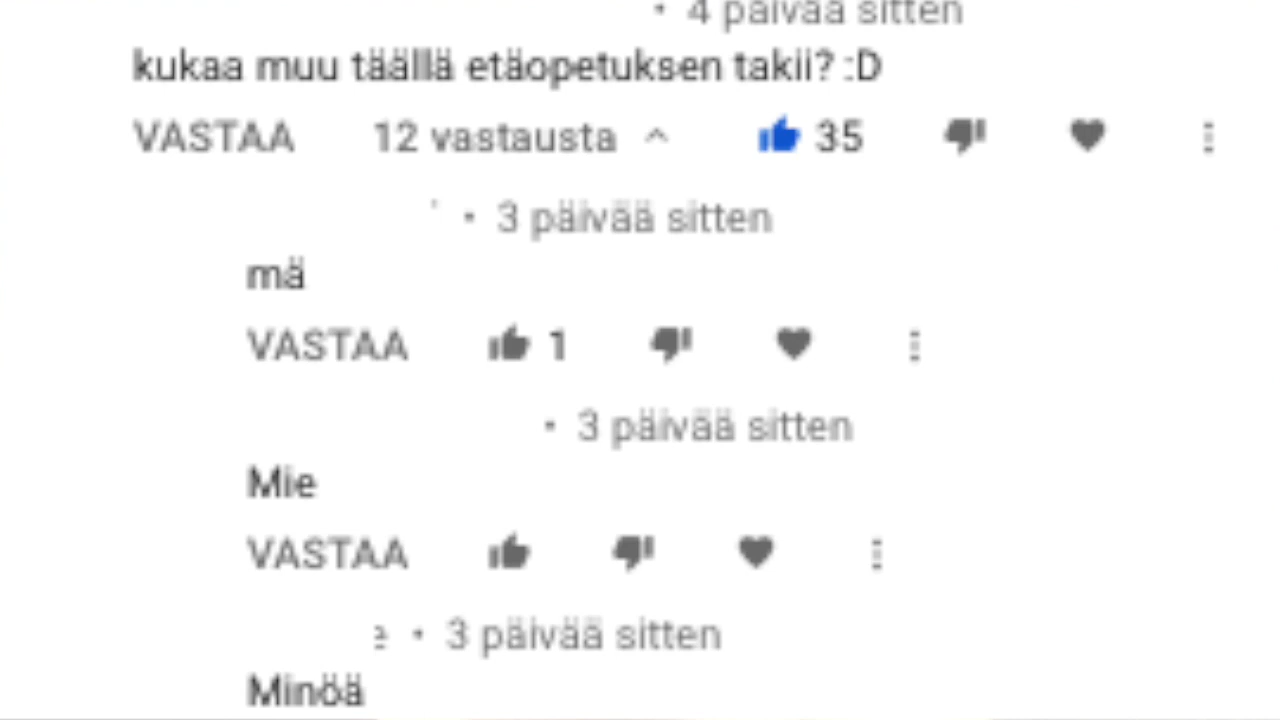 • 4 päivää sitten
kukaa muu täällä etäopetuksen takii? :D
VASTAA 12 vastausta 35
• 3 päivää sitten
mä
VASTAA 1
• 3 päivää sitten
Mie
VASTAA
• 3 päivää sitten
Minöä